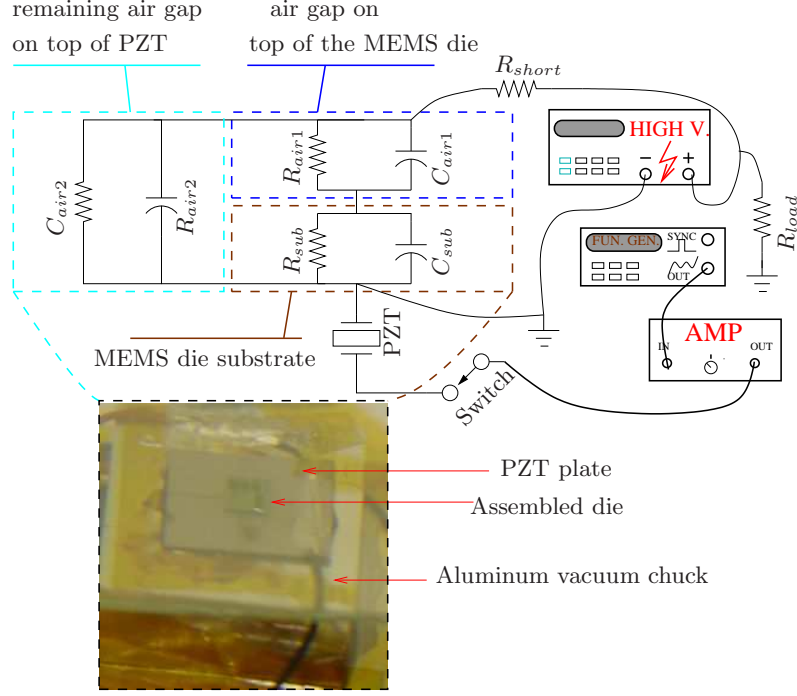 remaining air gap
on top of PZT
air gap on
top of the MEMS die
R_short
HIGH V.
− +
R_air1
C_air1
C_air2
R_air2
R_sub
C_sub
R_load
FUN. GEN.
SYNC
OUT
AMP
IN
OUT
PZT
MEMS die substrate
Switch
PZT plate
Assembled die
Aluminum vacuum chuck